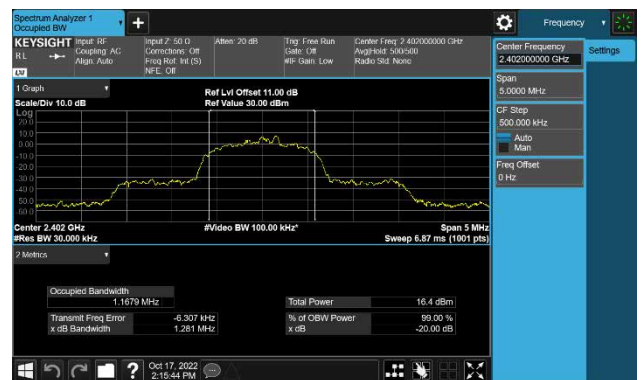 Spectrum Analyzer 1
Occupied BW
+
Frequency
KEYSIGHT
RL
Input: RF
Coupling: AC
Align: Auto
Input Z: 50 Ω
Corrections: Off
Freq Ref: Int (S)
NFE: Off
Atten: 20 dB
Trig: Free Run
Gate: Off
#IF Gain: Low
Center Freq: 2.402000000 GHz
Avg|Hold: 500/500
Radio Std: None
LW
Center Frequency
2.402000000 GHz
Settings
Span
5.0000 MHz
CF Step
500.000 kHz
Auto
Man
Freq Offset
0 Hz
1 Graph
Scale/Div 10.0 dB
Ref Lvl Offset 11.00 dB
Ref Value 30.00 dBm
Log
20.0
10.0
0.00
-10.0
-20.0
-30.0
-40.0
-50.0
-60.0
Center 2.402 GHz
#Video BW 100.00 kHz*
Span 5 MHz
#Res BW 30.000 kHz
Sweep 6.87 ms (1001 pts)
2 Metrics
Occupied Bandwidth
1.1679 MHz
Total Power 16.4 dBm
Transmit Freq Error -6.307 kHz
% of OBW Power 99.00 %
x dB Bandwidth 1.281 MHz
x dB -20.00 dB
?
Oct 17, 2022
2:15:44 PM